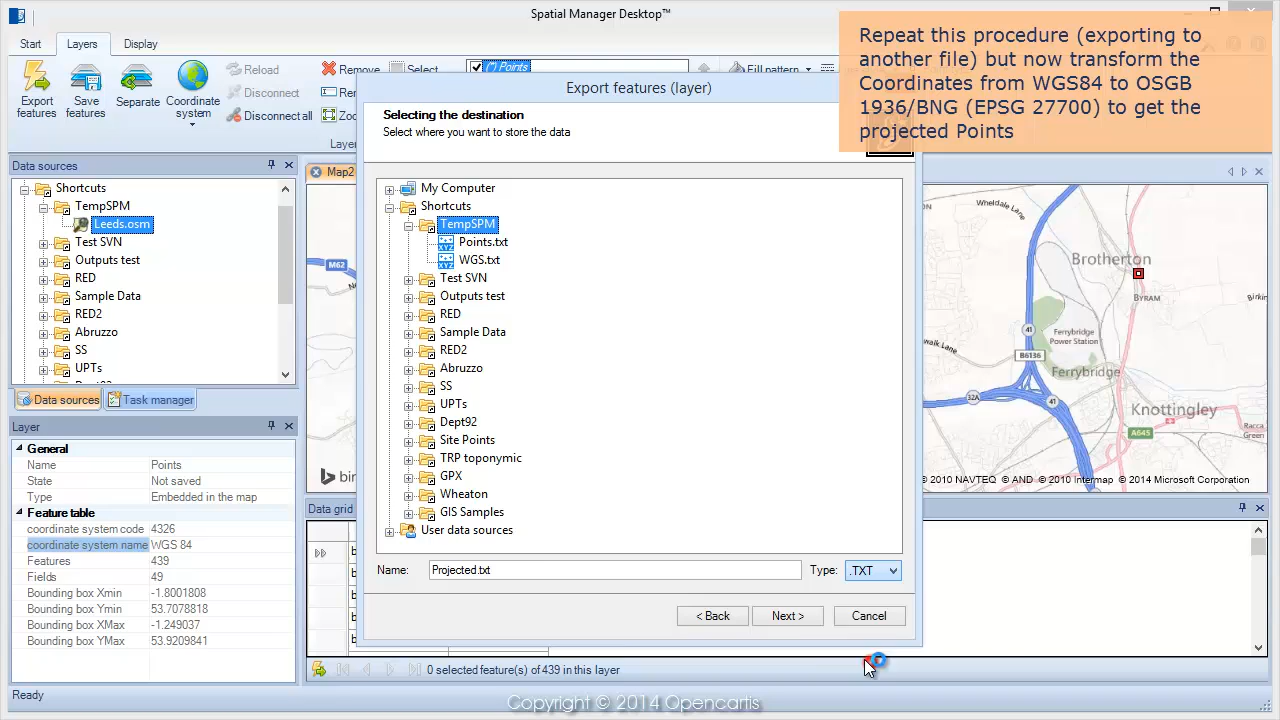 Spatial Manager Desktop™
Start
Layers
Display
Repeat this procedure (exporting to
another file) but now transform the
Coordinates from WGS84 to OSGB
1936/BNG (EPSG 27700) to get the
projected Points
Export
features
Save
features
Separate
Coordinate
system
Reload
Disconnect
Disconnect all
Remove
Select
(*) Points
Fill pattern
Export features (layer)
Selecting the destination
Select where you want to store the data
Data sources
Shortcuts
TempSPM
Leeds.osm
Test SVN
Outputs test
RED
Sample Data
RED2
Abruzzo
SS
UPTs
Data sources
Task manager
Map2
My Computer
Shortcuts
TempSPM
Points.txt
WGS.txt
Test SVN
Outputs test
RED
Sample Data
RED2
Abruzzo
SS
UPTs
Dept92
Site Points
TRP toponymic
GPX
Wheaton
GIS Samples
User data sources
Name:
Projected.txt
Type:
.TXT
< Back
Next >
Cancel
Layer
General
Name Points
State Not saved
Type Embedded in the map
Feature table
coordinate system code 4326
coordinate system name WGS 84
Features 439
Fields 49
Bounding box Xmin -1.8001808
Bounding box Ymin 53.7078818
Bounding box XMax -1.249037
Bounding box YMax 53.9209841
M62
Wheldale Lane
Brotherton
BYRAM
Birkin
41
Ferrybridge
Power Station
B6136
walk Lane
Ferrybridge
32A
41
Knottingley
A645
Racca
Green
© 2010 NAVTEQ © AND © 2010 Intermap © 2014 Microsoft Corporation
Data grid
0 selected feature(s) of 439 in this layer
Ready
Copyright © 2014 Opencartis